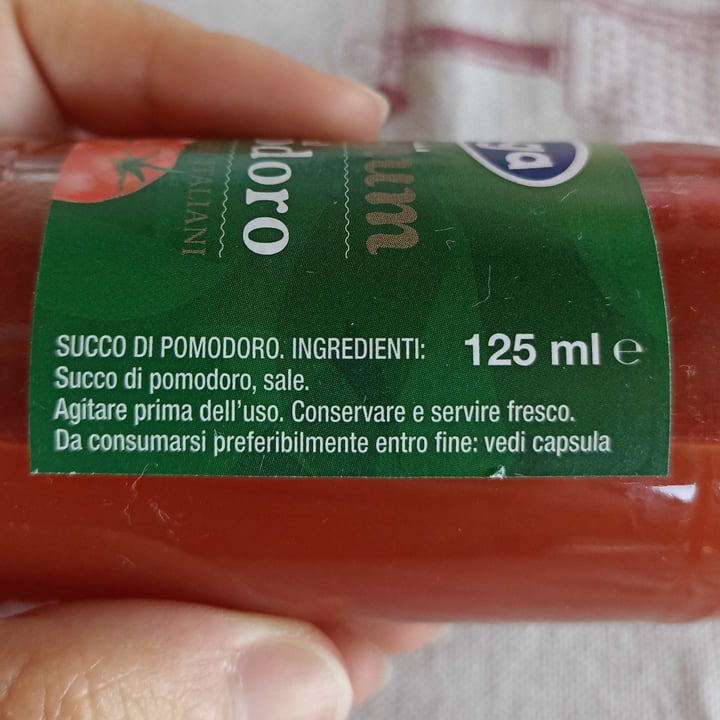 ITALIANI
SUCCO DI POMODORO. INGREDIENTI:
125 ml ℮
Succo di pomodoro, sale.
Agitare prima dell'uso. Conservare e servire fresco.
Da consumarsi preferibilmente entro fine: vedi capsula